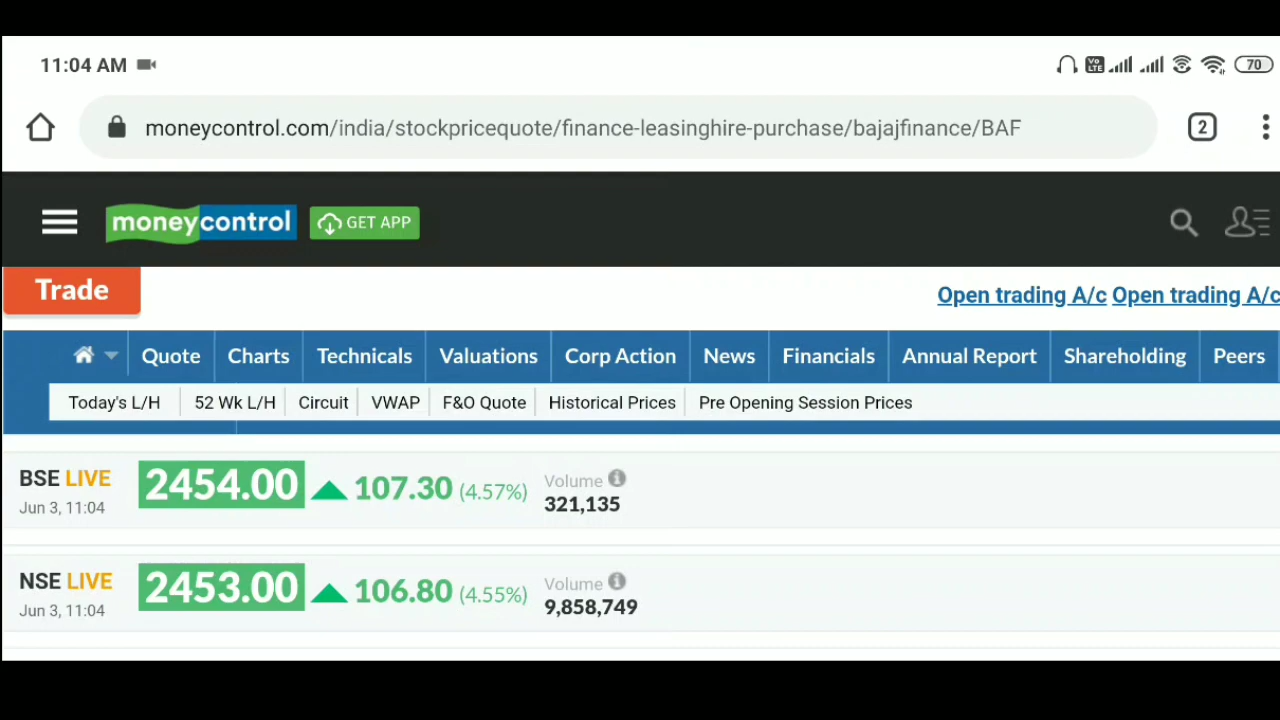 11:04 AM Vo LTE 70
moneycontrol.com/india/stockpricequote/finance-leasinghire-purchase/bajajfinance/BAF 2
moneycontrol GET APP
Trade Open trading A/c Open trading A/c
Quote Charts Technicals Valuations Corp Action News Financials Annual Report Shareholding Peers
Today's L/H 52 Wk L/H Circuit VWAP F&O Quote Historical Prices Pre Opening Session Prices
BSE LIVE 2454.00 107.30 (4.57%) Volume i
Jun 3, 11:04 321,135
NSE LIVE 2453.00 106.80 (4.55%) Volume i
Jun 3, 11:04 9,858,749